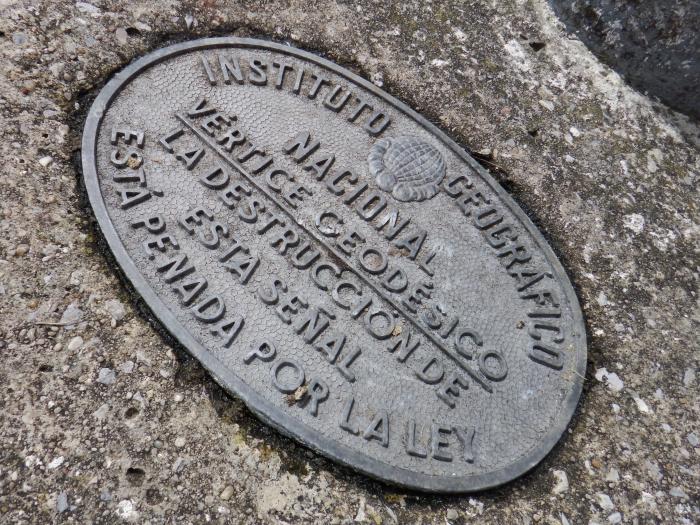 INSTITUTO GEOGRÁFICO
NACIONAL
VÉRTICE GEODÉSICO
LA DESTRUCCIÓN DE
ESTA SEÑAL
ESTÁ PENADA POR LA LEY